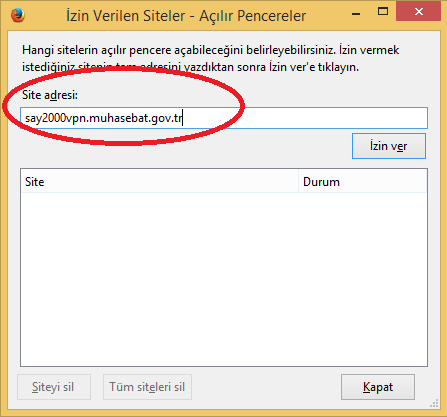 İzin Verilen Siteler - Açılır Pencereler
Hangi sitelerin açılır pencere açabileceğini belirleyebilirsiniz. İzin vermek
istediğiniz sitenin tam adresini yazdıktan sonra İzin ver'e tıklayın.
Site adresi:
say2000vpn.muhasebat.gov.tr
İzin ver
Site Durum
Siteyi sil Tüm siteleri sil Kapat